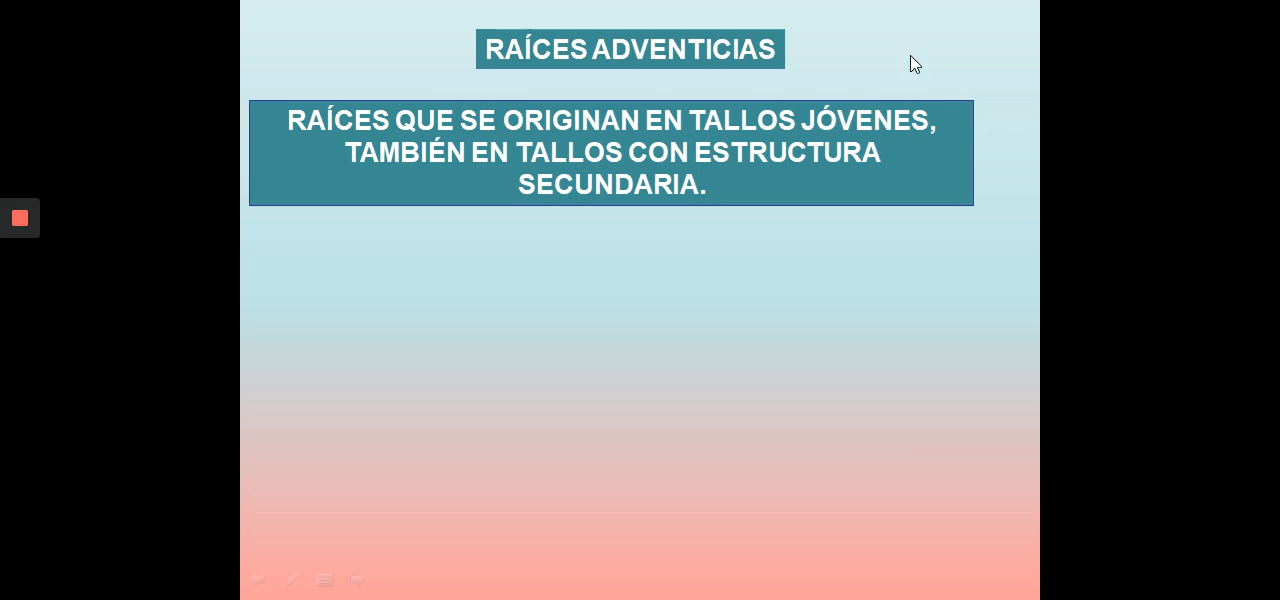 RAÍCES ADVENTICIAS
RAÍCES QUE SE ORIGINAN EN TALLOS JÓVENES,
TAMBIÉN EN TALLOS CON ESTRUCTURA
SECUNDARIA.